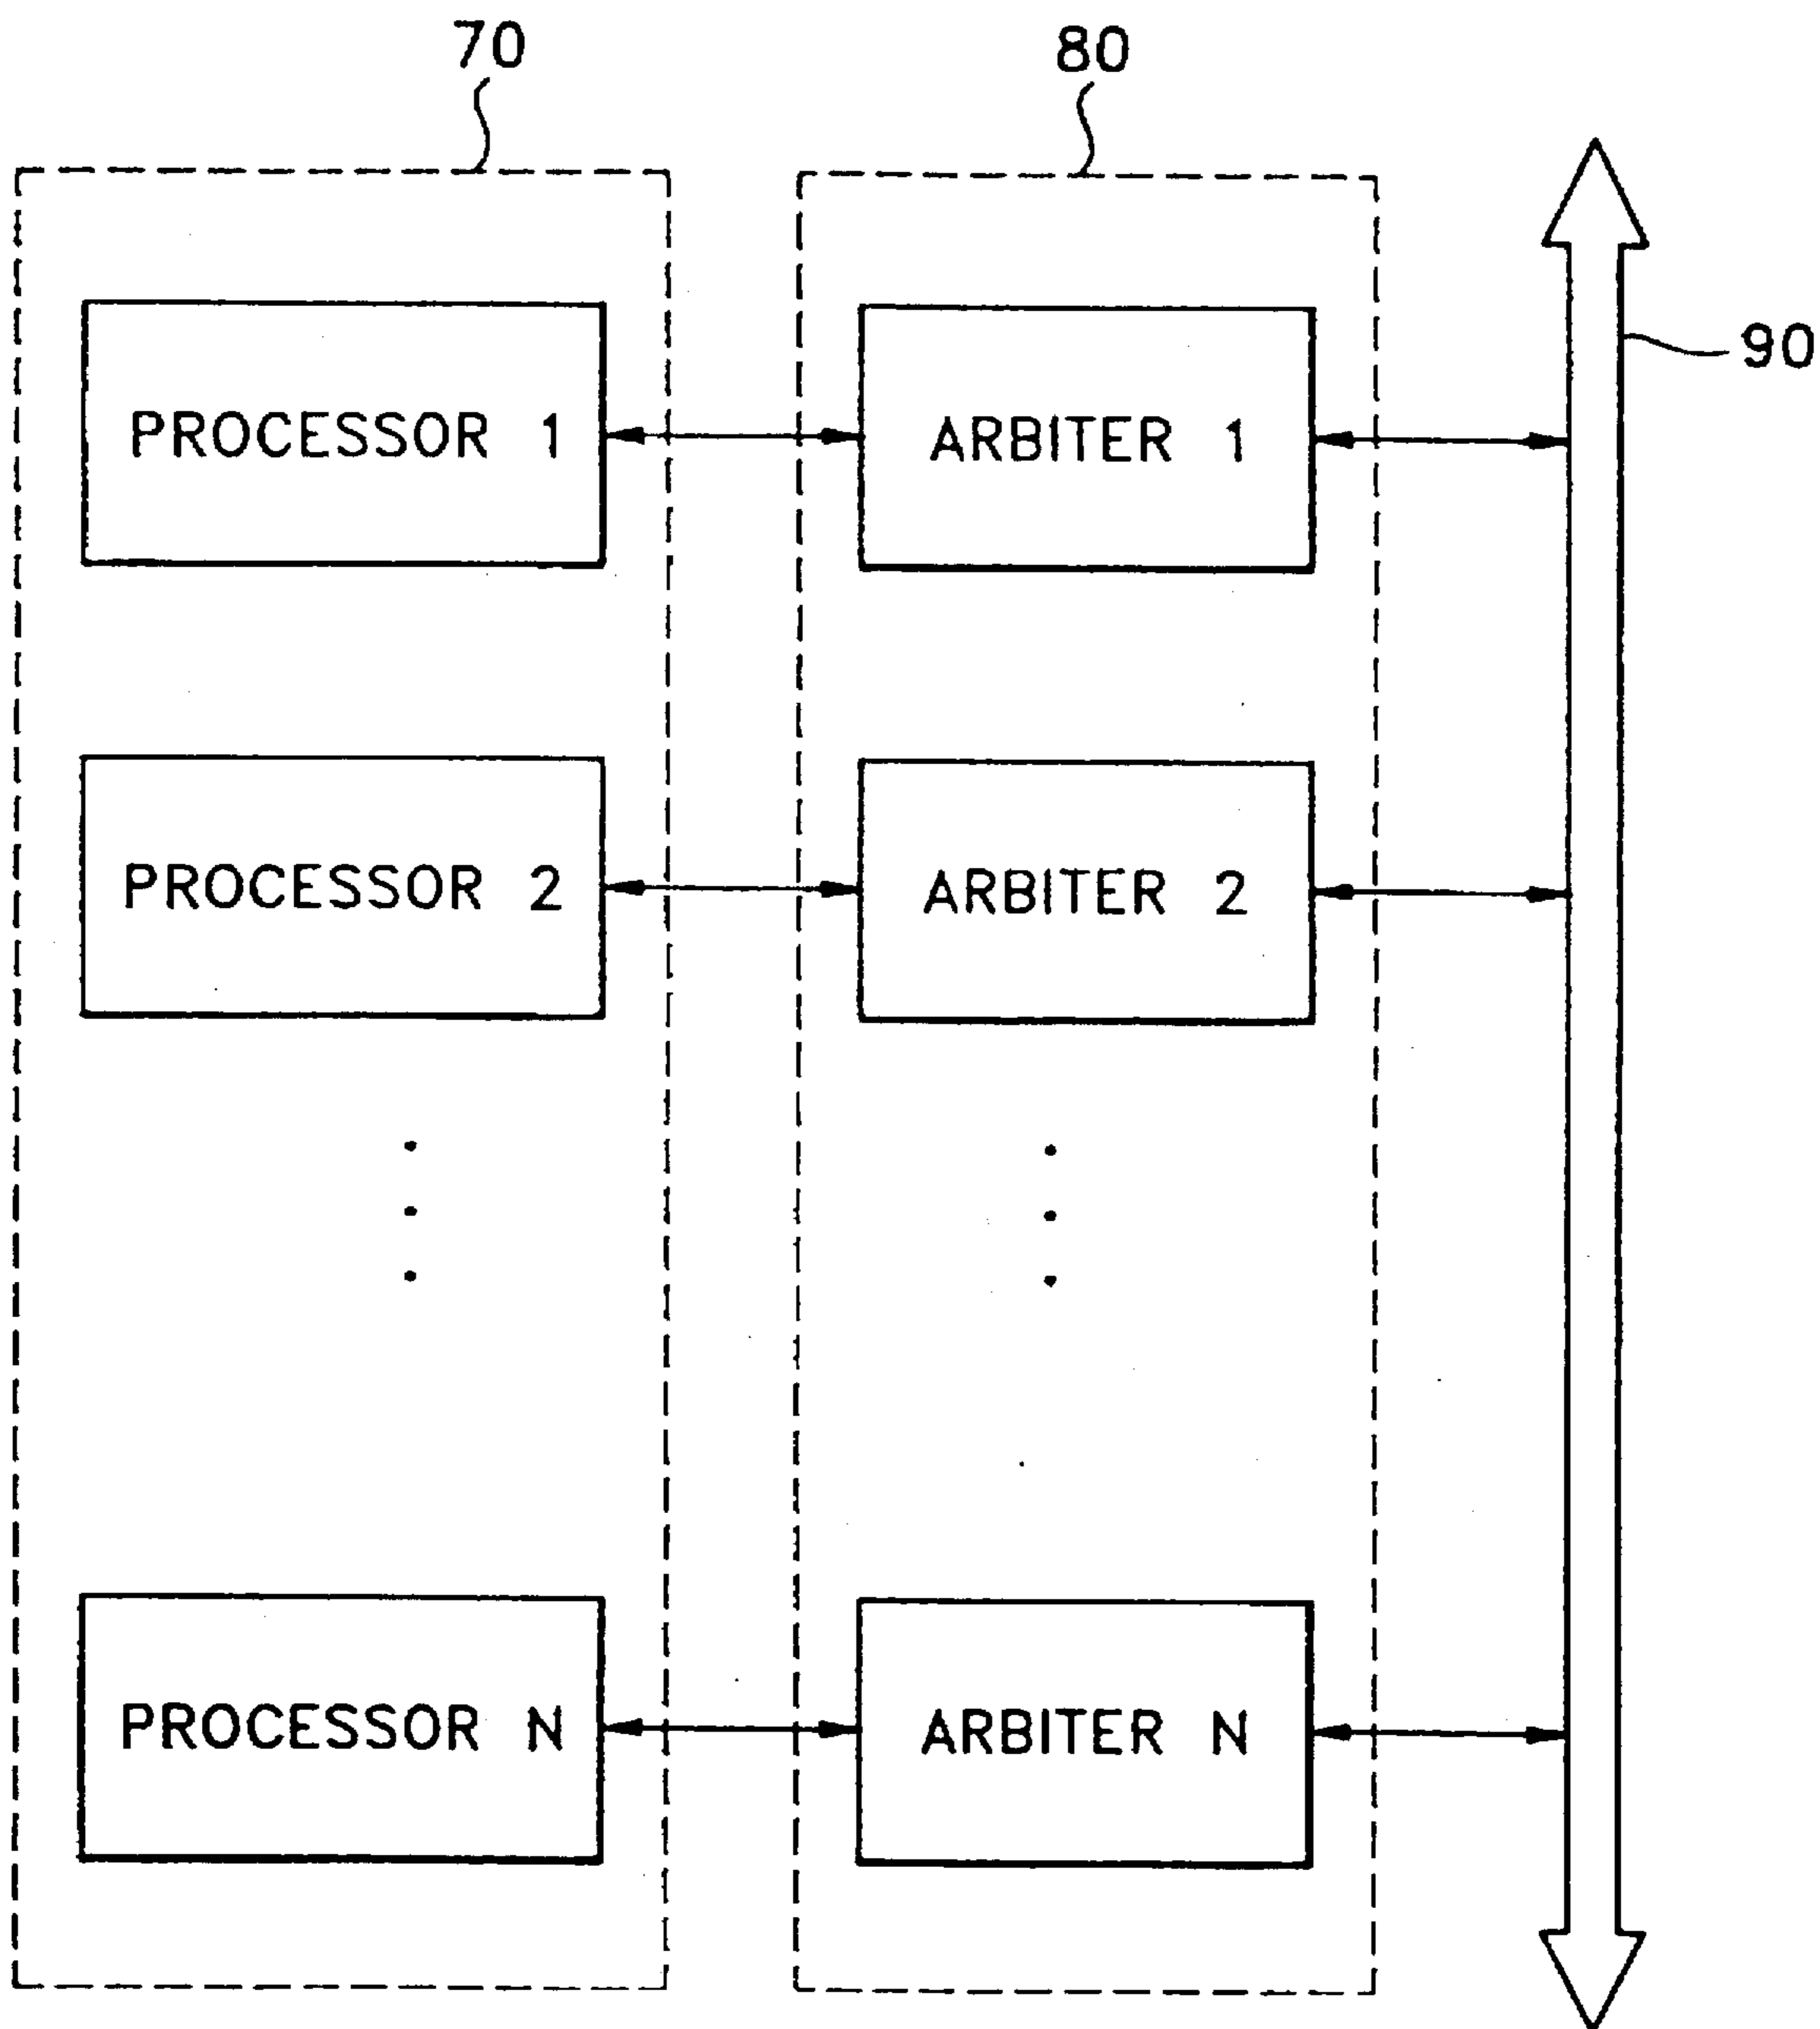 70
80
90
PROCESSOR 1
ARBITER 1
PROCESSOR 2
ARBITER 2
PROCESSOR N
ARBITER N